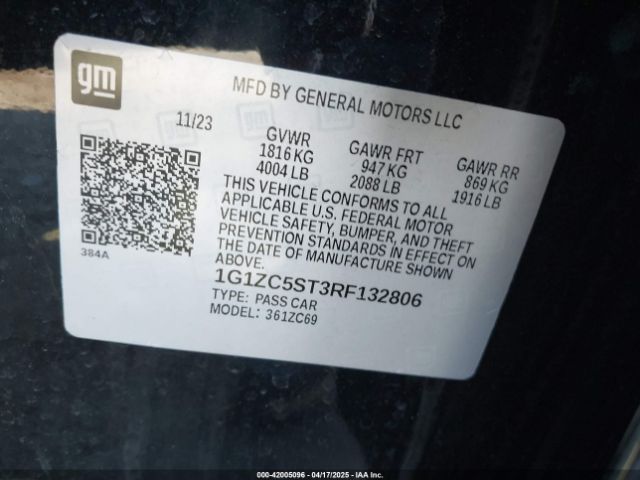 gm
MFD BY GENERAL MOTORS LLC
11/23
GVWR
1816 KG
4004 LB
GAWR FRT
947 KG
2088 LB
GAWR RR
869 KG
1916 LB
THIS VEHICLE CONFORMS TO ALL
APPLICABLE U.S. FEDERAL MOTOR
VEHICLE SAFETY, BUMPER, AND THEFT
PREVENTION STANDARDS IN EFFECT ON
THE DATE OF MANUFACTURE SHOWN
ABOVE.
384A
1G1ZC5ST3RF132806
TYPE: PASS CAR
MODEL: 361ZC69
000-42005096 - 04/17/2025 - IAAI Copyright IAA, Inc.